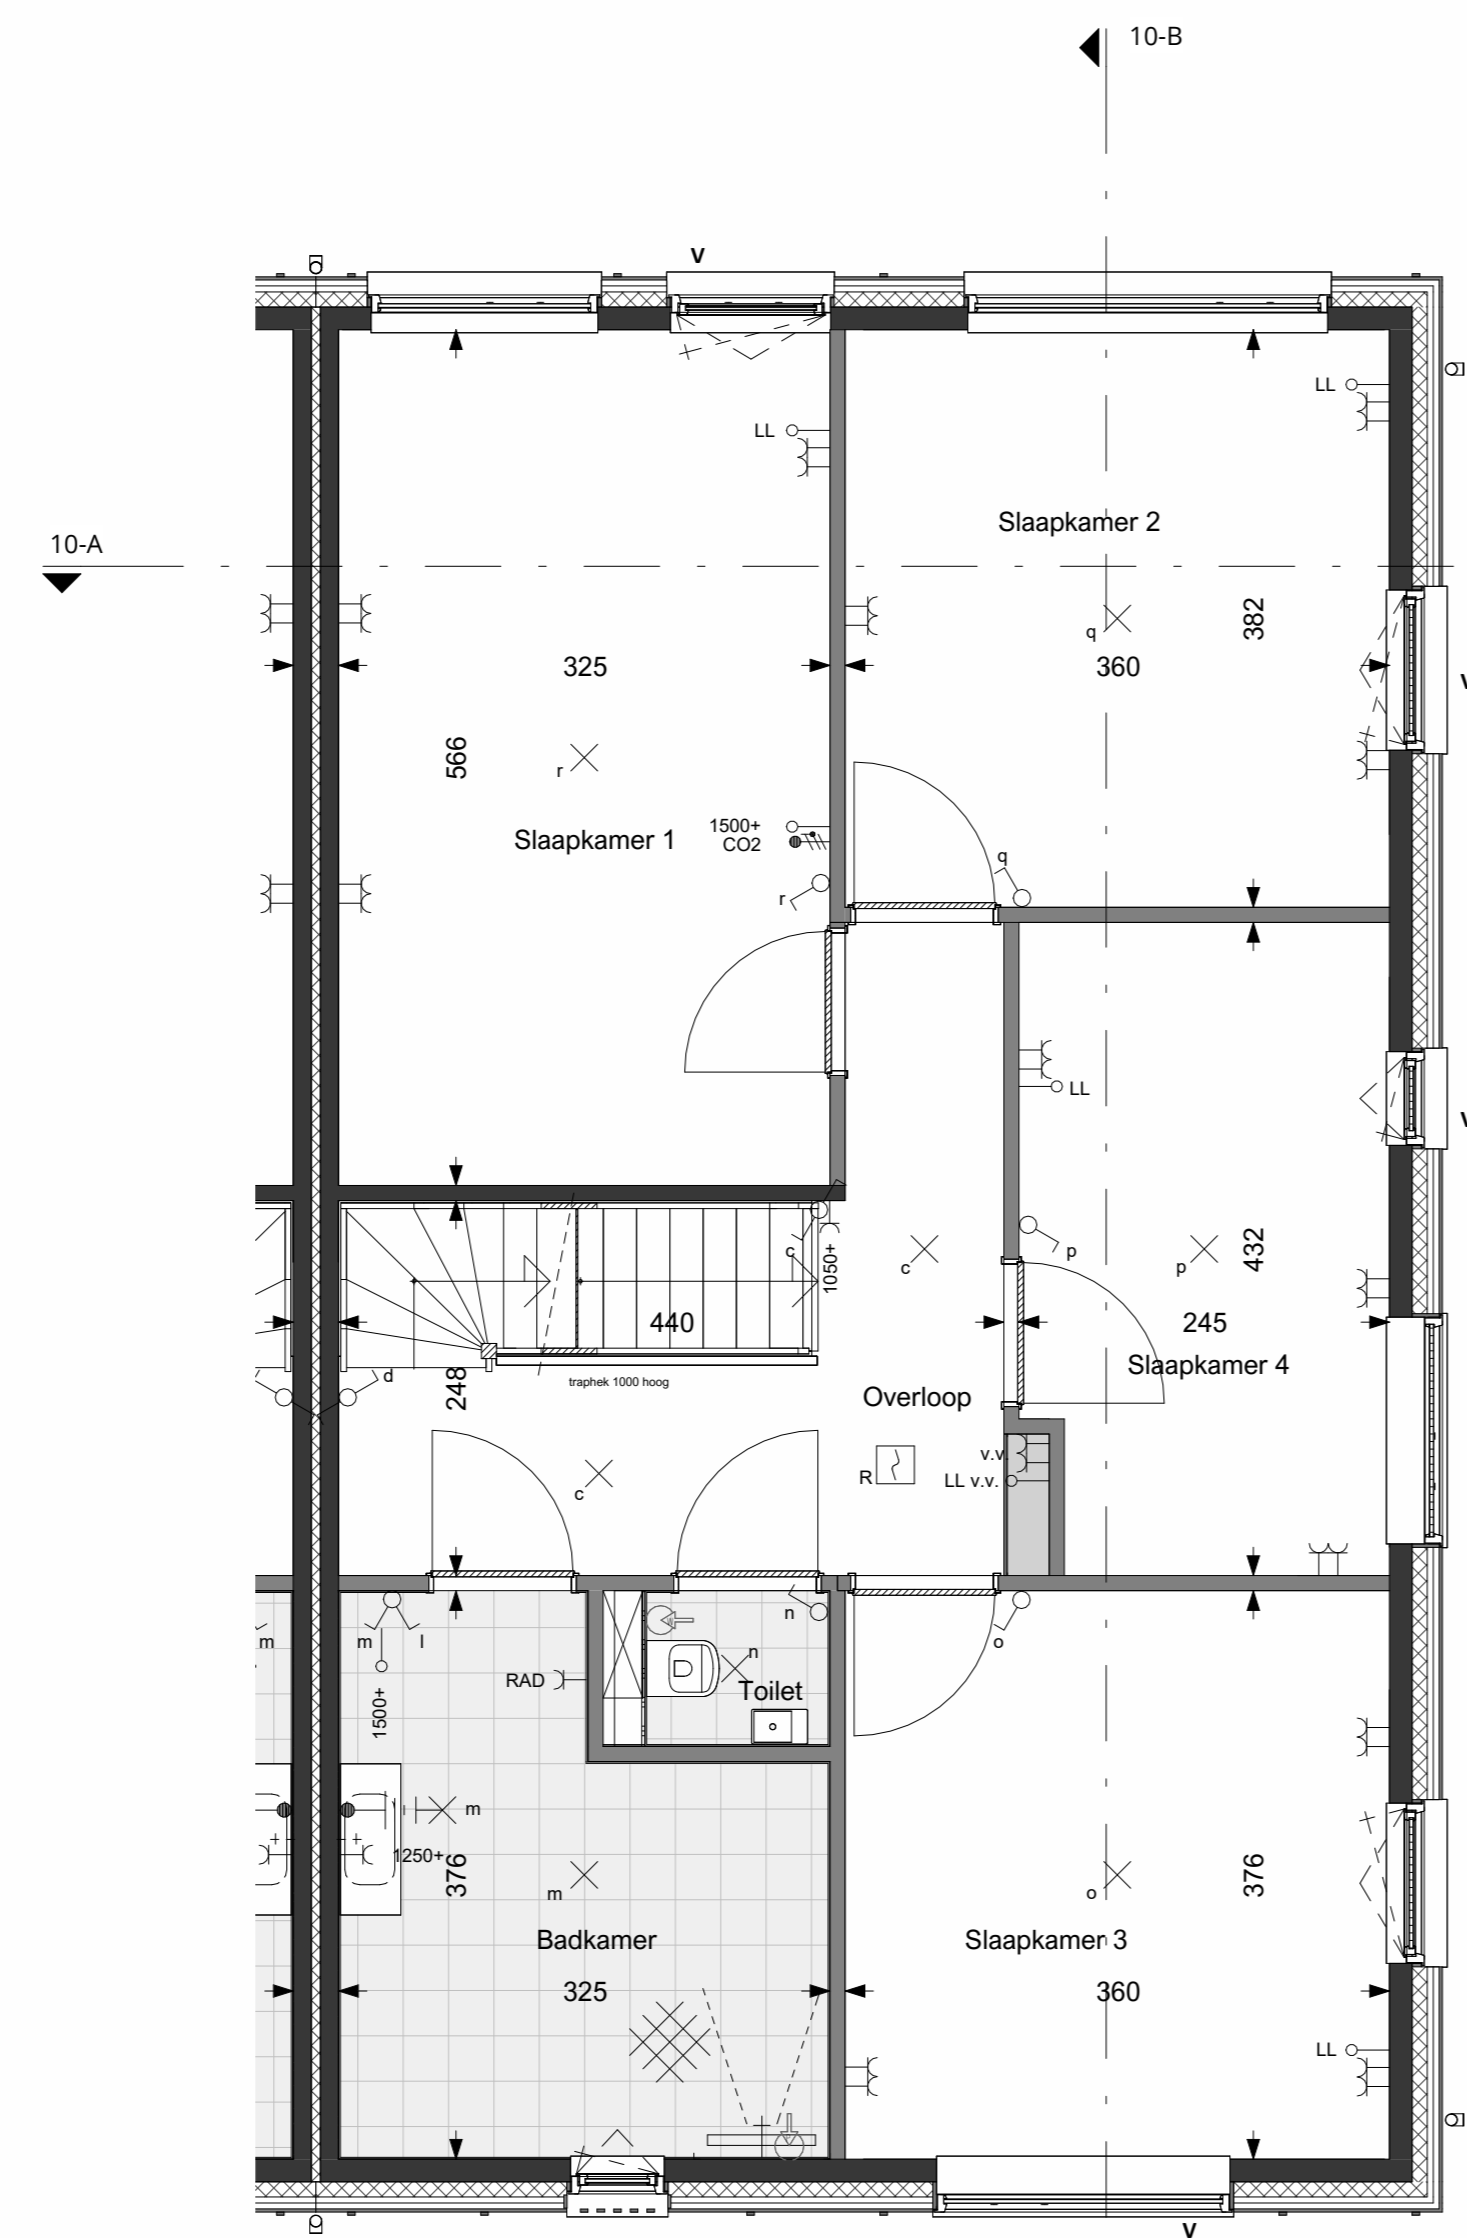 10-B
V
LL
LL
Slaapkamer 2
10-A
382
q
325
360
V
566
r
Slaapkamer 1
1500+
CO2
q
r
LL
V
p
c
c
1050+
p
432
440
245
d
248
traphek 1000 hoog
Slaapkamer 4
Overloop
v.v.
R
LL v.v.
c
n
m
m
l
o
n
RAD
Toilet
1500+
m
1250+
376
m
o
376
Badkamer
Slaapkamer 3
325
360
LL
V